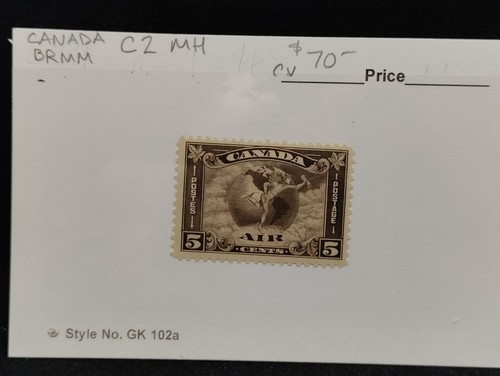 CANADA C2 MH $70-
BRMM CV Price
CANADA
POSTES POSTAGE
AIR
5 CENTS 5
Style No. GK 102a